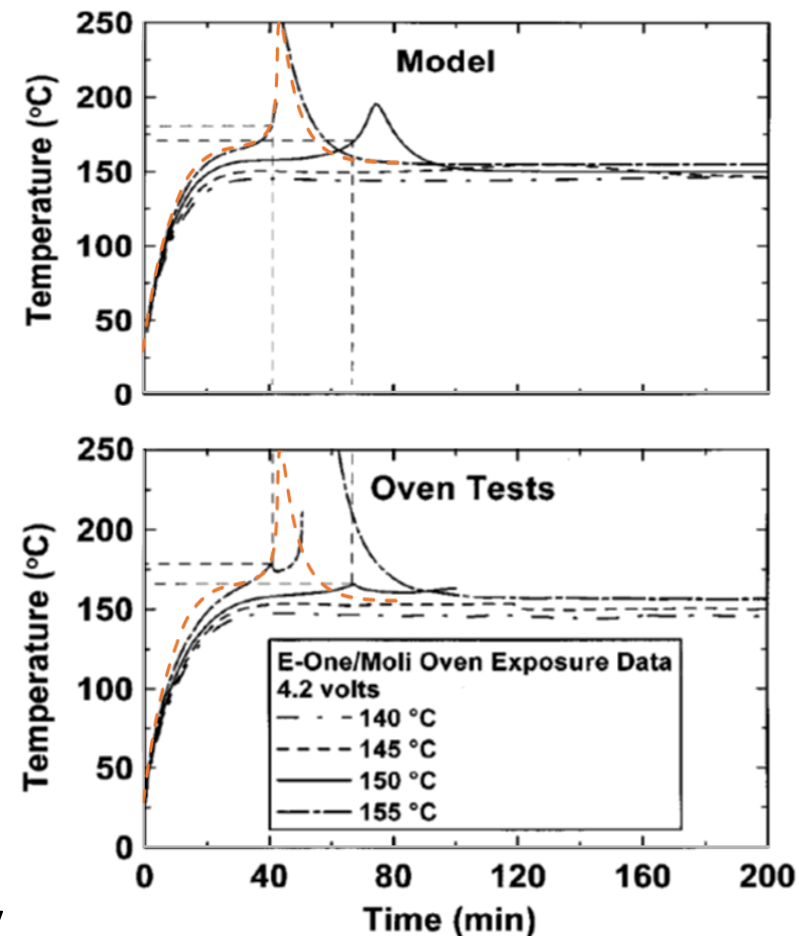 250
Model
200
150
100
50
0
Temperature (°C)
250
Oven Tests
200
150
100
50
0
Temperature (°C)
E-One/Moli Oven Exposure Data
4.2 volts
140 °C
145 °C
150 °C
155 °C
0 40 80 120 160 200
Time (min)